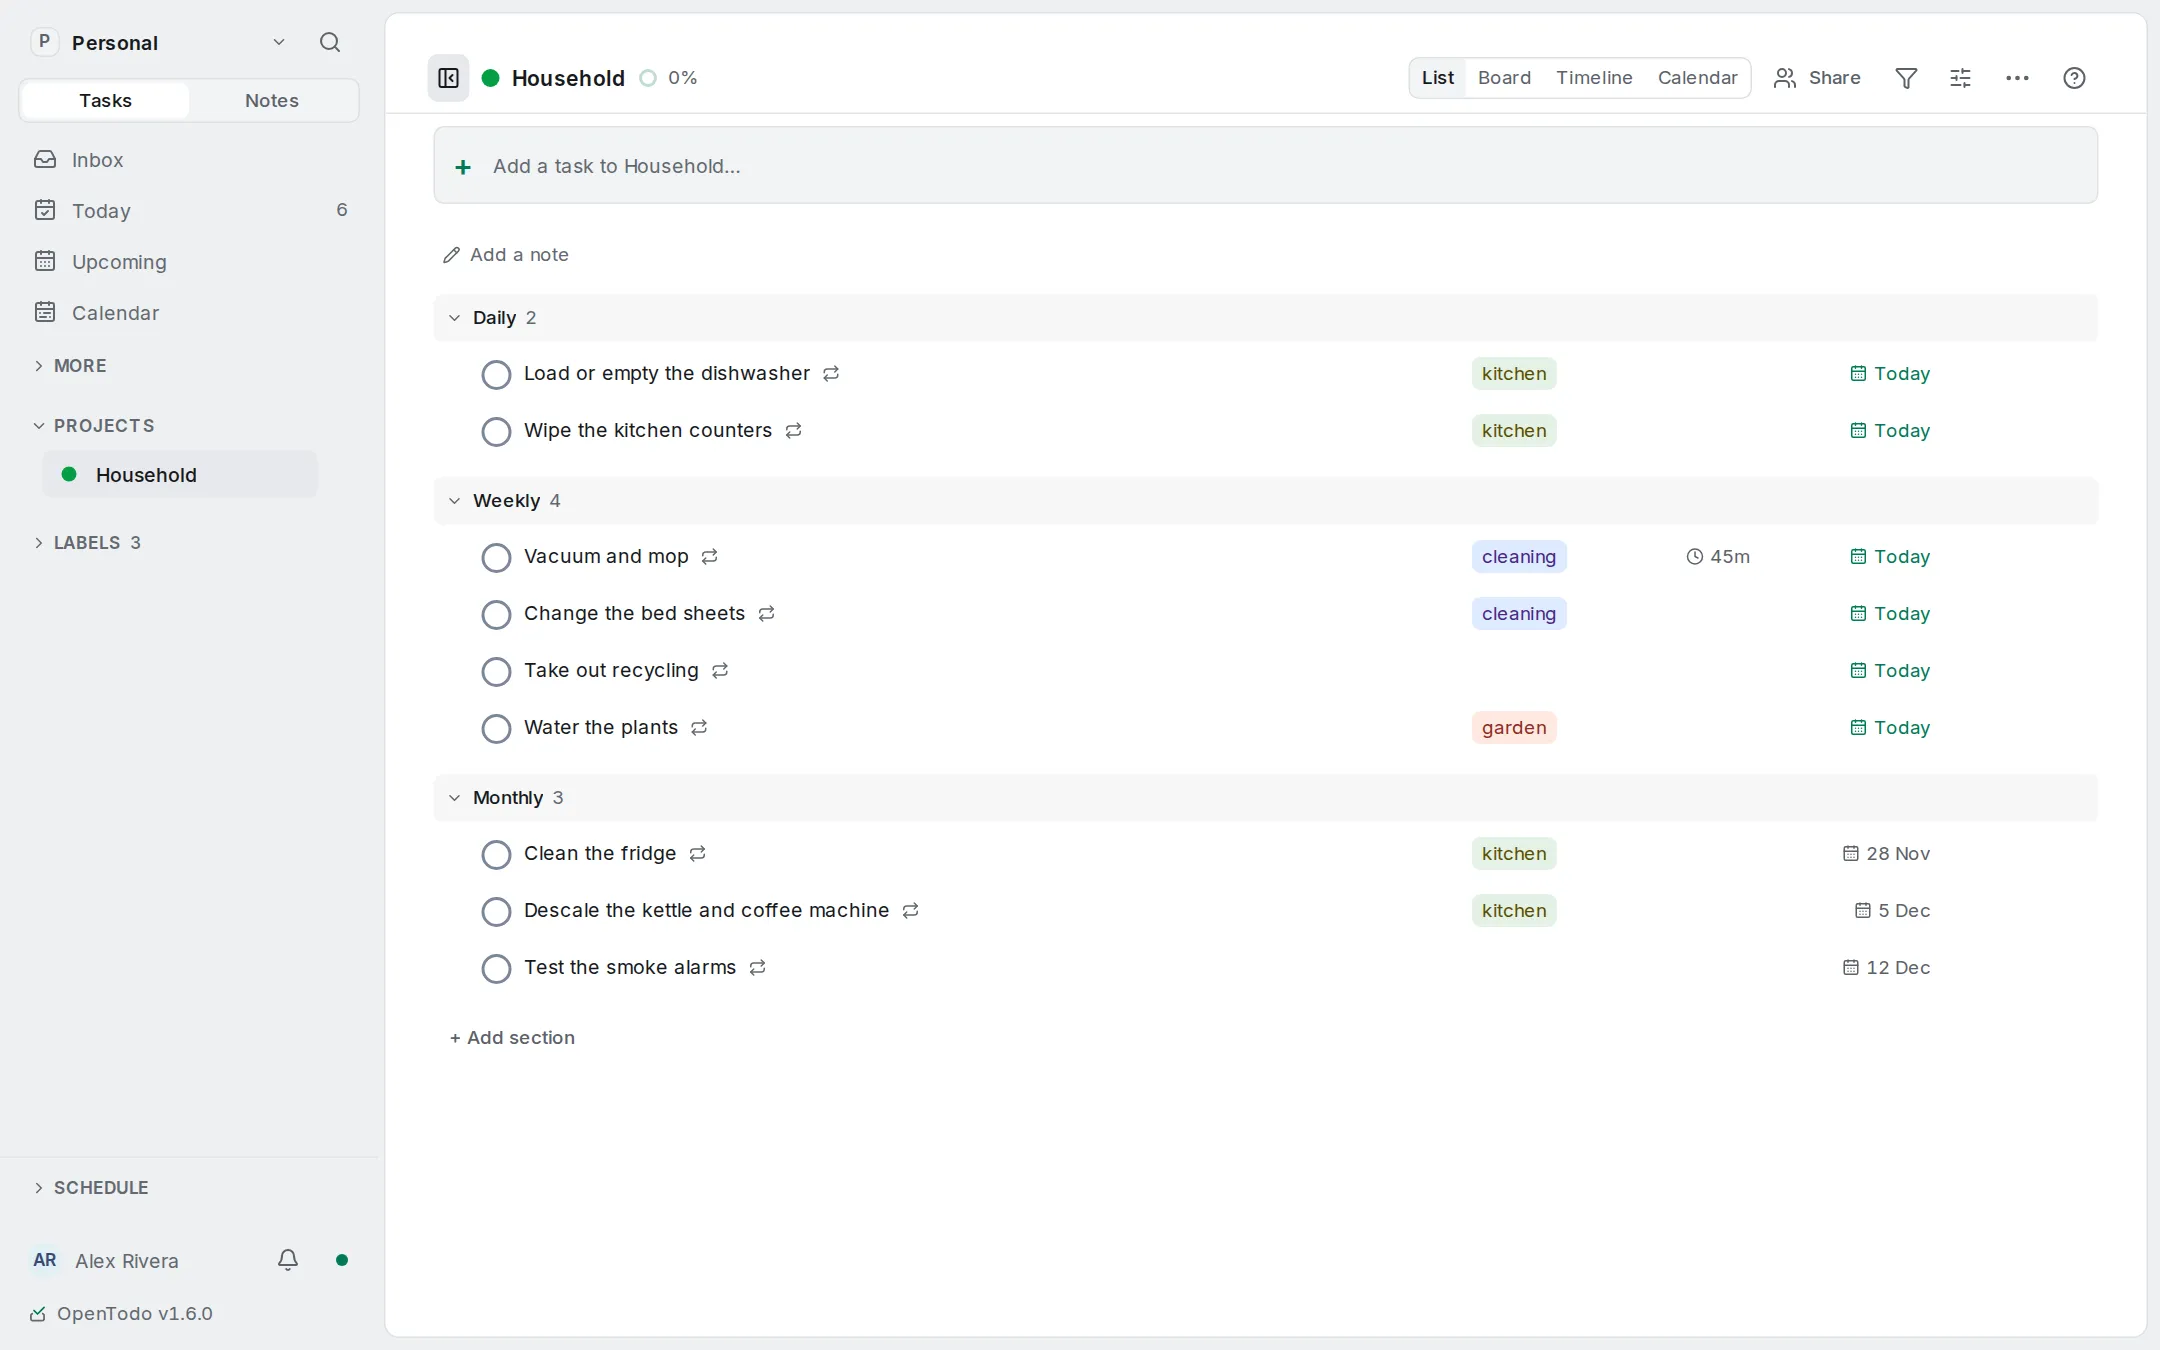 P Personal
Tasks Notes
Inbox
Today 6
Upcoming
Calendar
MORE
PROJECTS
Household
LABELS 3
SCHEDULE
AR Alex Rivera
OpenTodo v1.6.0
Household 0%
List Board Timeline Calendar Share
+ Add a task to Household...
Add a note
Daily 2
Load or empty the dishwasher kitchen Today
Wipe the kitchen counters kitchen Today
Weekly 4
Vacuum and mop cleaning 45m Today
Change the bed sheets cleaning Today
Take out recycling Today
Water the plants garden Today
Monthly 3
Clean the fridge kitchen 28 Nov
Descale the kettle and coffee machine kitchen 5 Dec
Test the smoke alarms 12 Dec
+ Add section